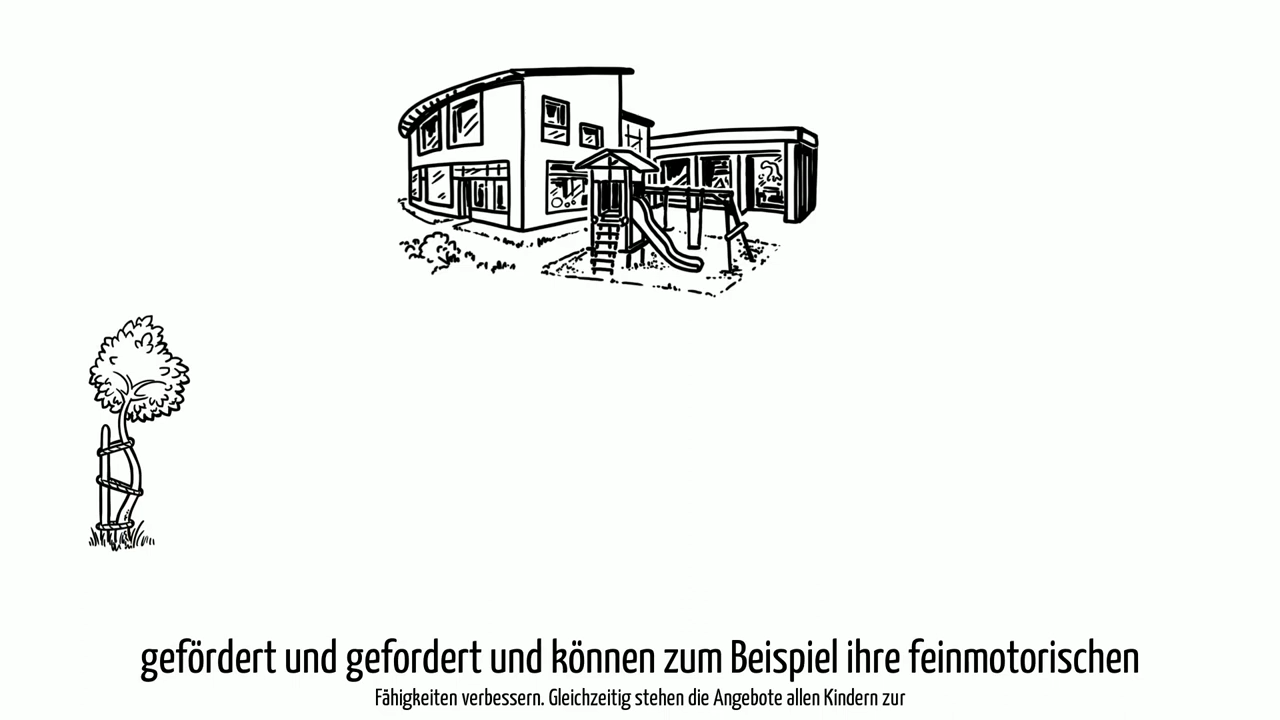 gefördert und gefordert und können zum Beispiel ihre feinmotorischen
Fähigkeiten verbessern. Gleichzeitig stehen die Angebote allen Kindern zur